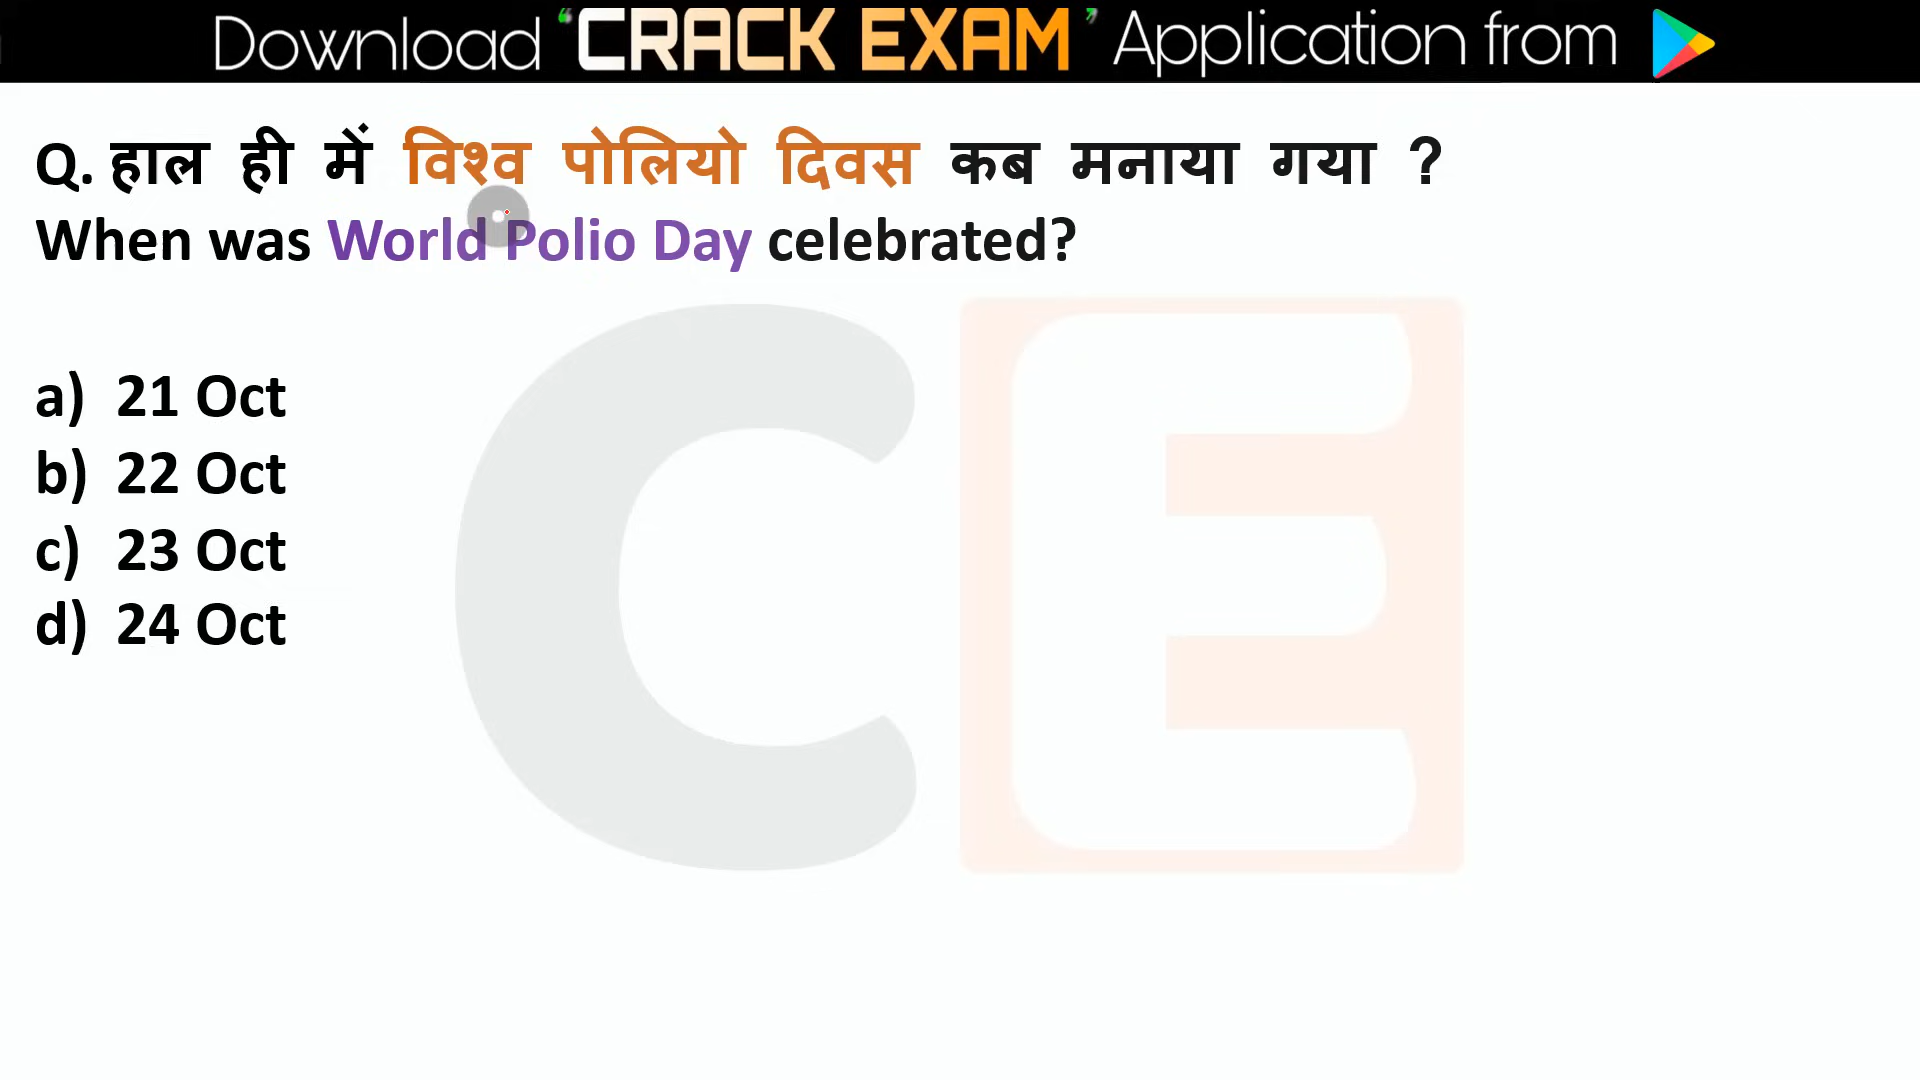 Download ‘CRACK EXAM’ Application from
Q. हाल ही में विश्व पोलियो दिवस कब मनाया गया ?
When was World Polio Day celebrated?
a) 21 Oct
b) 22 Oct
c) 23 Oct
d) 24 Oct
CE